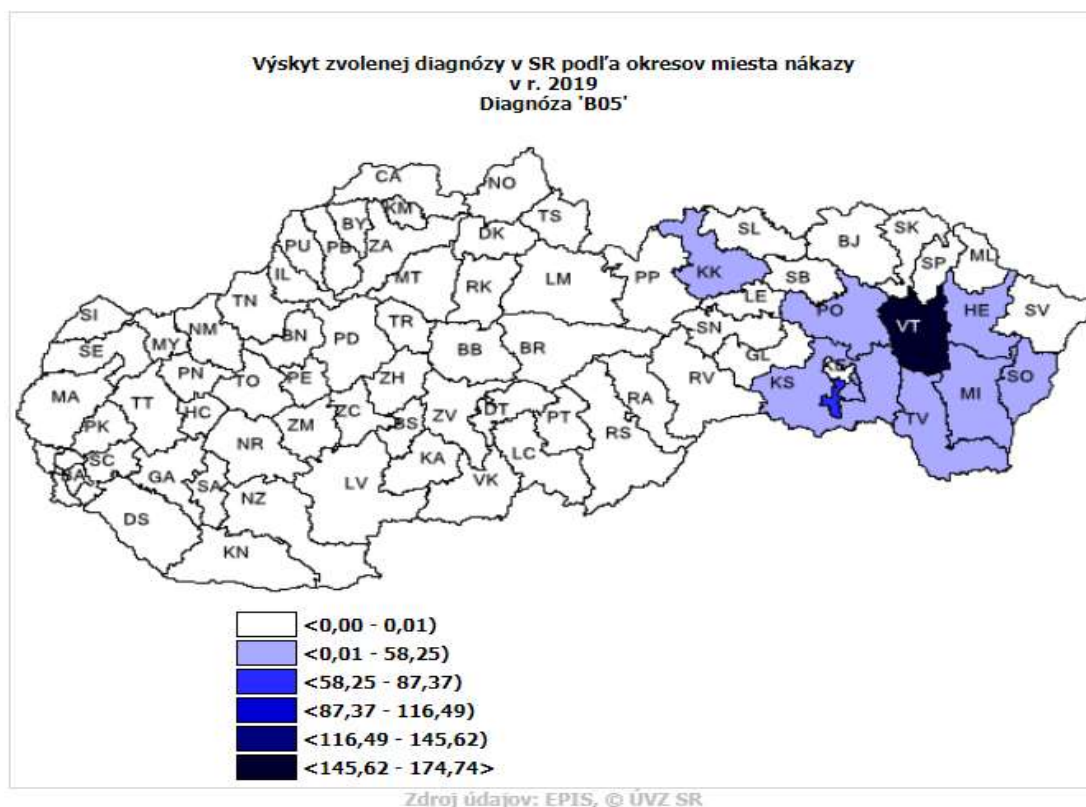 Výskyt zvolenej diagnózy v SR podľa okresov miesta nákazy
v r. 2019
Diagnóza 'B05'
CA
NO
KM
TS
BY
PU
PB
ZA
DK
SL
BJ
SK
SP
ML
IL
MT
RK
LM
PP
KK
SB
TN
LE
PO
HE
SV
SI
NM
TR
SN
VT
MY
BN
PD
BB
BR
SE
GL
PN
TO
PE
ZH
RV
KS
SO
MA
TT
HC
ZC
DT
RA
MI
PK
ZM
BS
ZV
PT
TV
NR
RS
SC
GA
KA
LC
SA
LV
VK
NZ
DS
KN
<0,00 - 0,01)
<0,01 - 58,25)
<58,25 - 87,37)
<87,37 - 116,49)
<116,49 - 145,62)
<145,62 - 174,74>
Zdroj údajov: EPIS, © ÚVZ SR